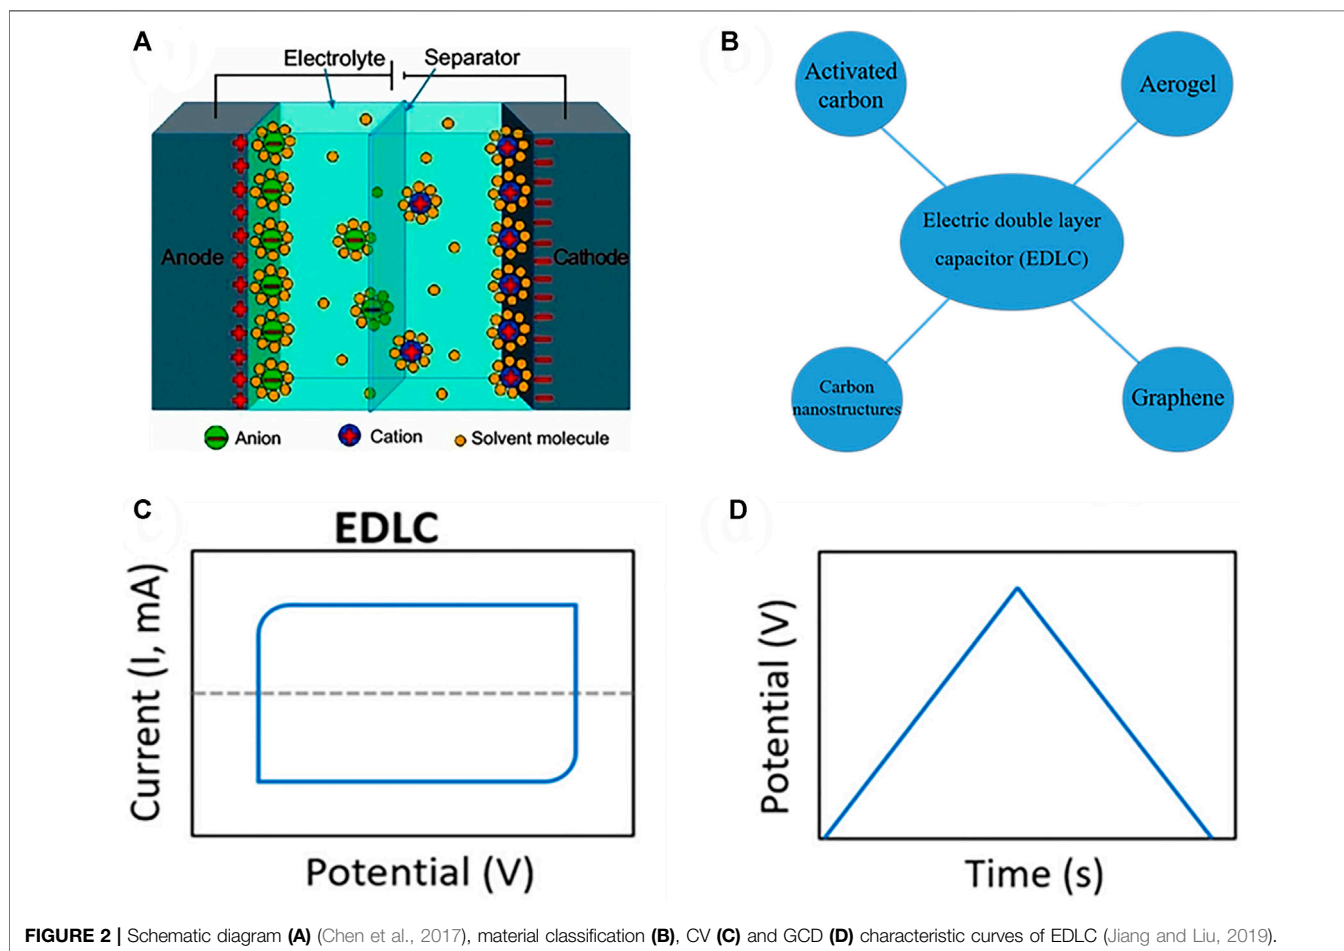 A
Electrolyte
Separator
Anode
Cathode
Anion
Cation
Solvent molecule
B
(b)
Activated
carbon
Aerogel
Electric double layer
capacitor (EDLC)
Carbon
nanostructures
Graphene
C
EDLC
Current (I, mA)
Potential (V)
D
(d)
Potential (V)
Time (s)
FIGURE 2 | Schematic diagram (A) (Chen et al., 2017), material classification (B), CV (C) and GCD (D) characteristic curves of EDLC (Jiang and Liu, 2019).